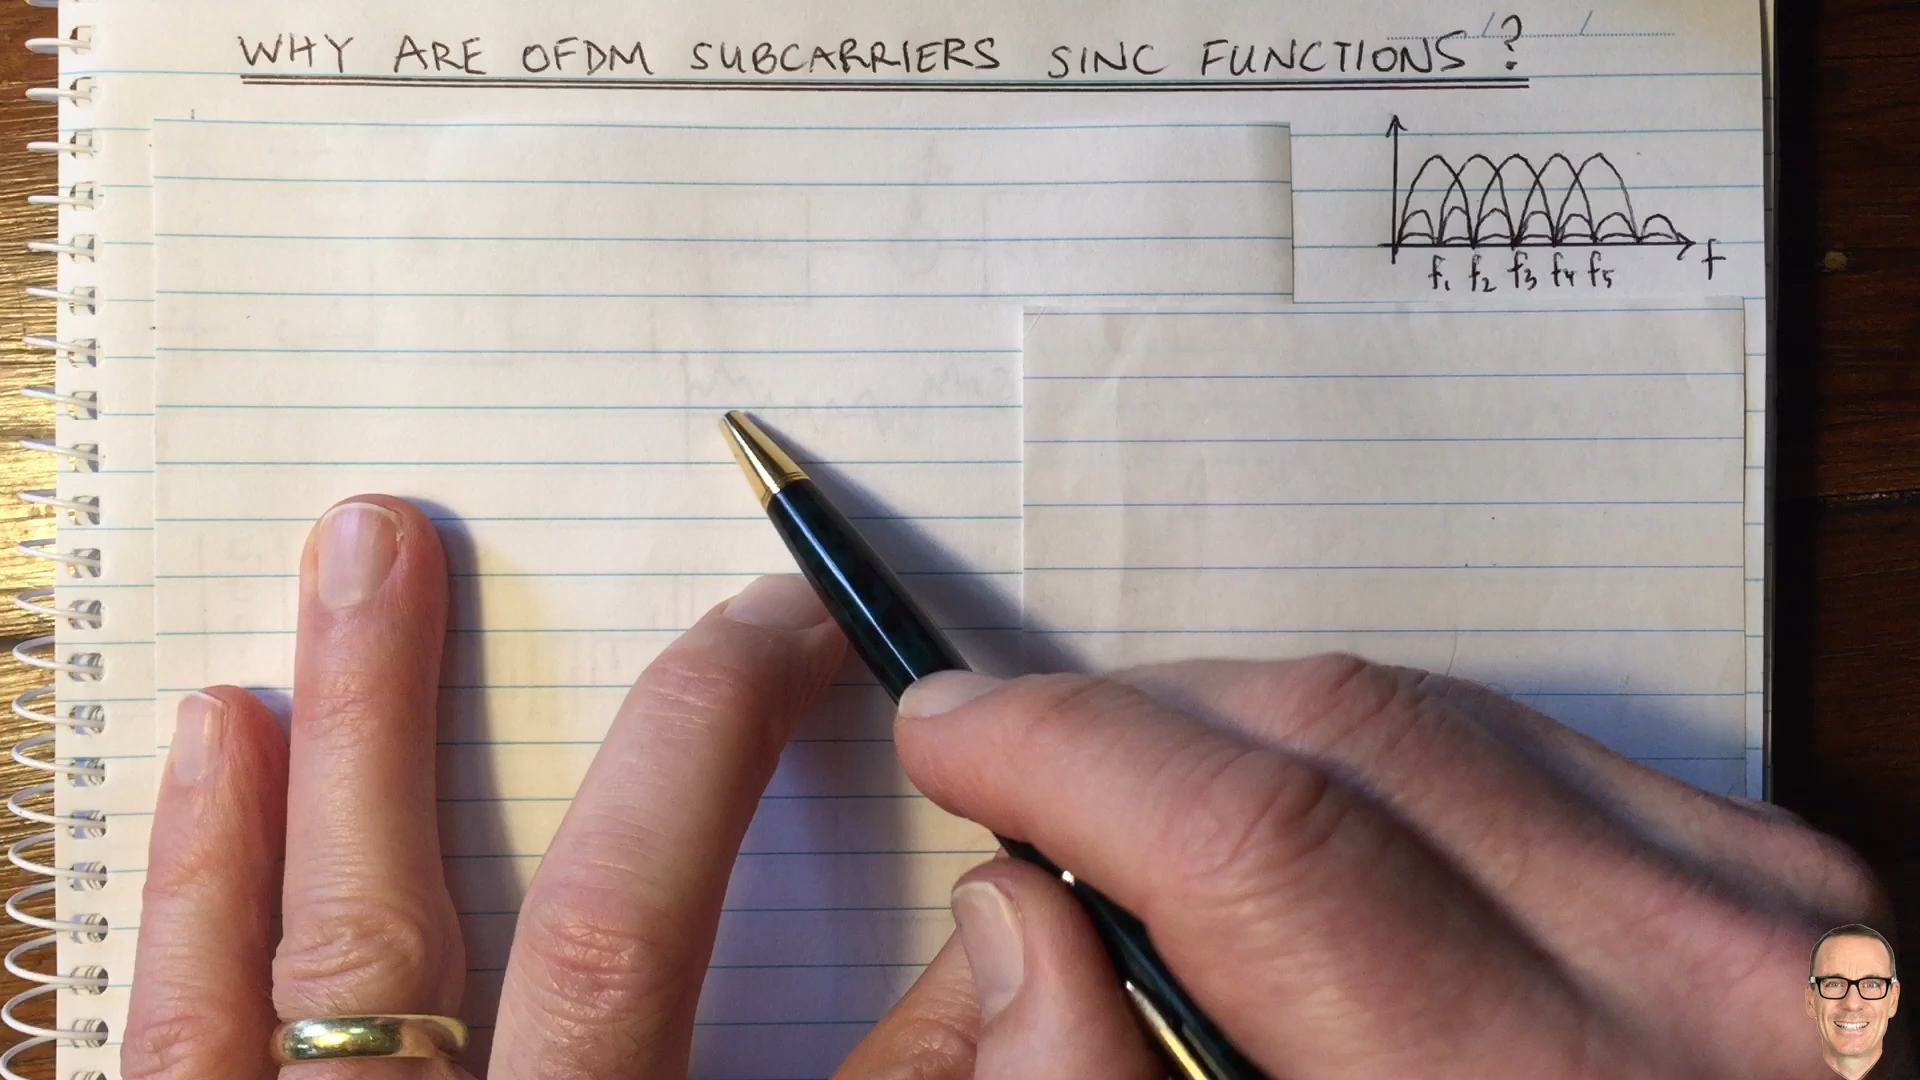 WHY ARE OFDM SUBCARRIERS SINC FUNCTIONS?
f
f₁ f₂ f₃ f₄ f₅